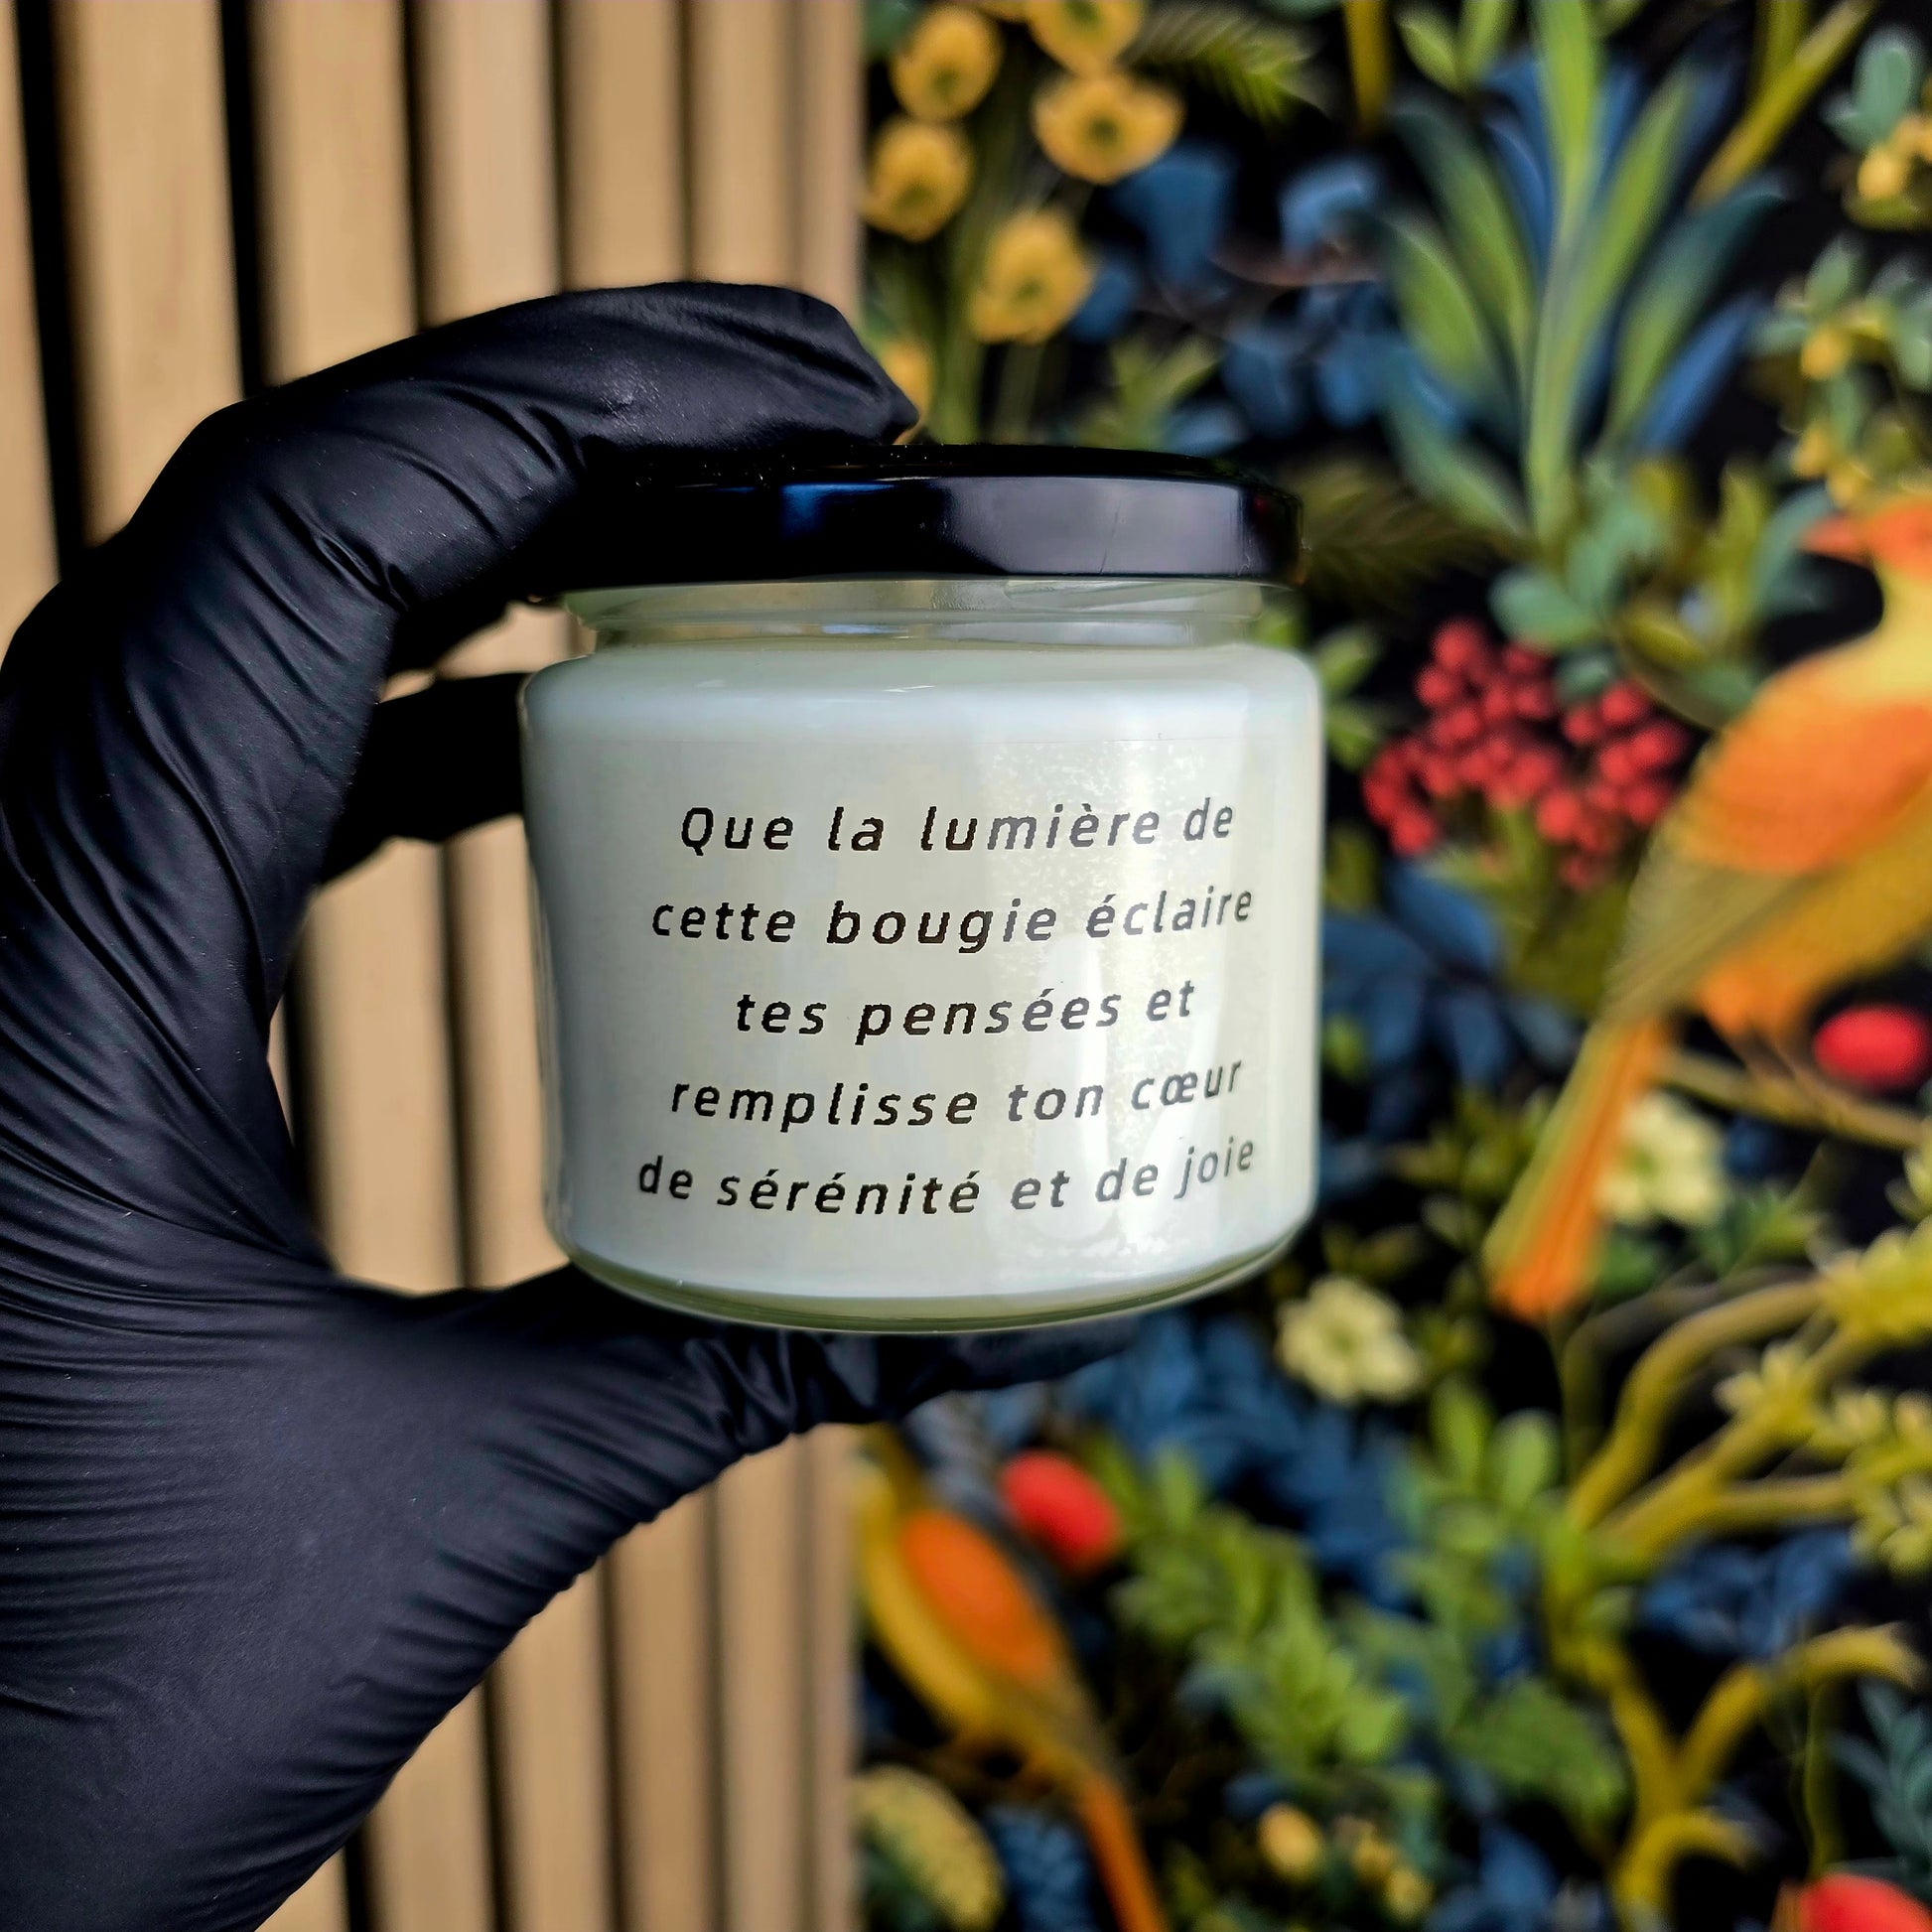 Que la lumière de
cette bougie éclaire
tes pensées et
remplisse ton cœur
de sérénité et de joie